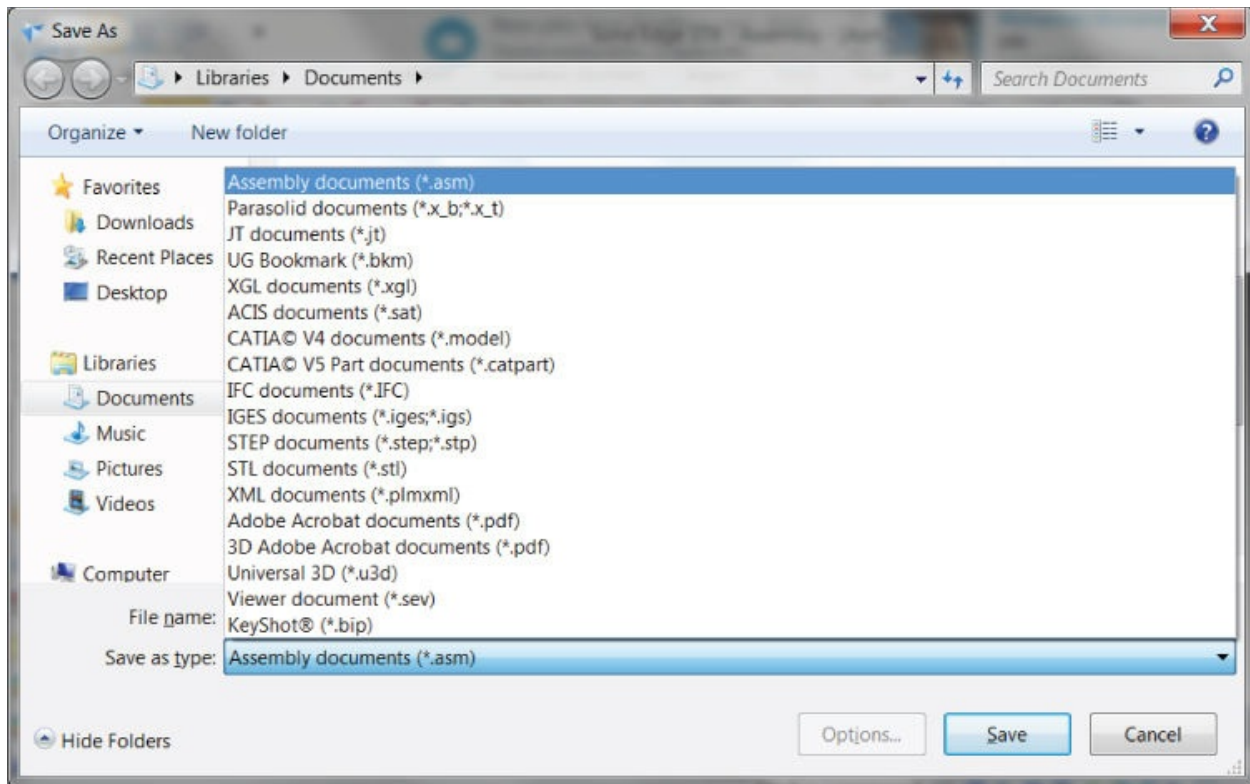 Save As
Libraries Documents
Search Documents
Organize New folder
Favorites
Downloads
Recent Places
Desktop
Libraries
Documents
Music
Pictures
Videos
Computer
Assembly documents (*.asm)
Parasolid documents (*.x_b;*.x_t)
JT documents (*.jt)
UG Bookmark (*.bkm)
XGL documents (*.xgl)
ACIS documents (*.sat)
CATIA© V4 documents (*.model)
CATIA© V5 Part documents (*.catpart)
IFC documents (*.IFC)
IGES documents (*.iges;*.igs)
STEP documents (*.step;*.stp)
STL documents (*.stl)
XML documents (*.plmxml)
Adobe Acrobat documents (*.pdf)
3D Adobe Acrobat documents (*.pdf)
Universal 3D (*.u3d)
Viewer document (*.sev)
KeyShot® (*.bip)
File name:
Save as type: Assembly documents (*.asm)
Hide Folders
Options... Save Cancel